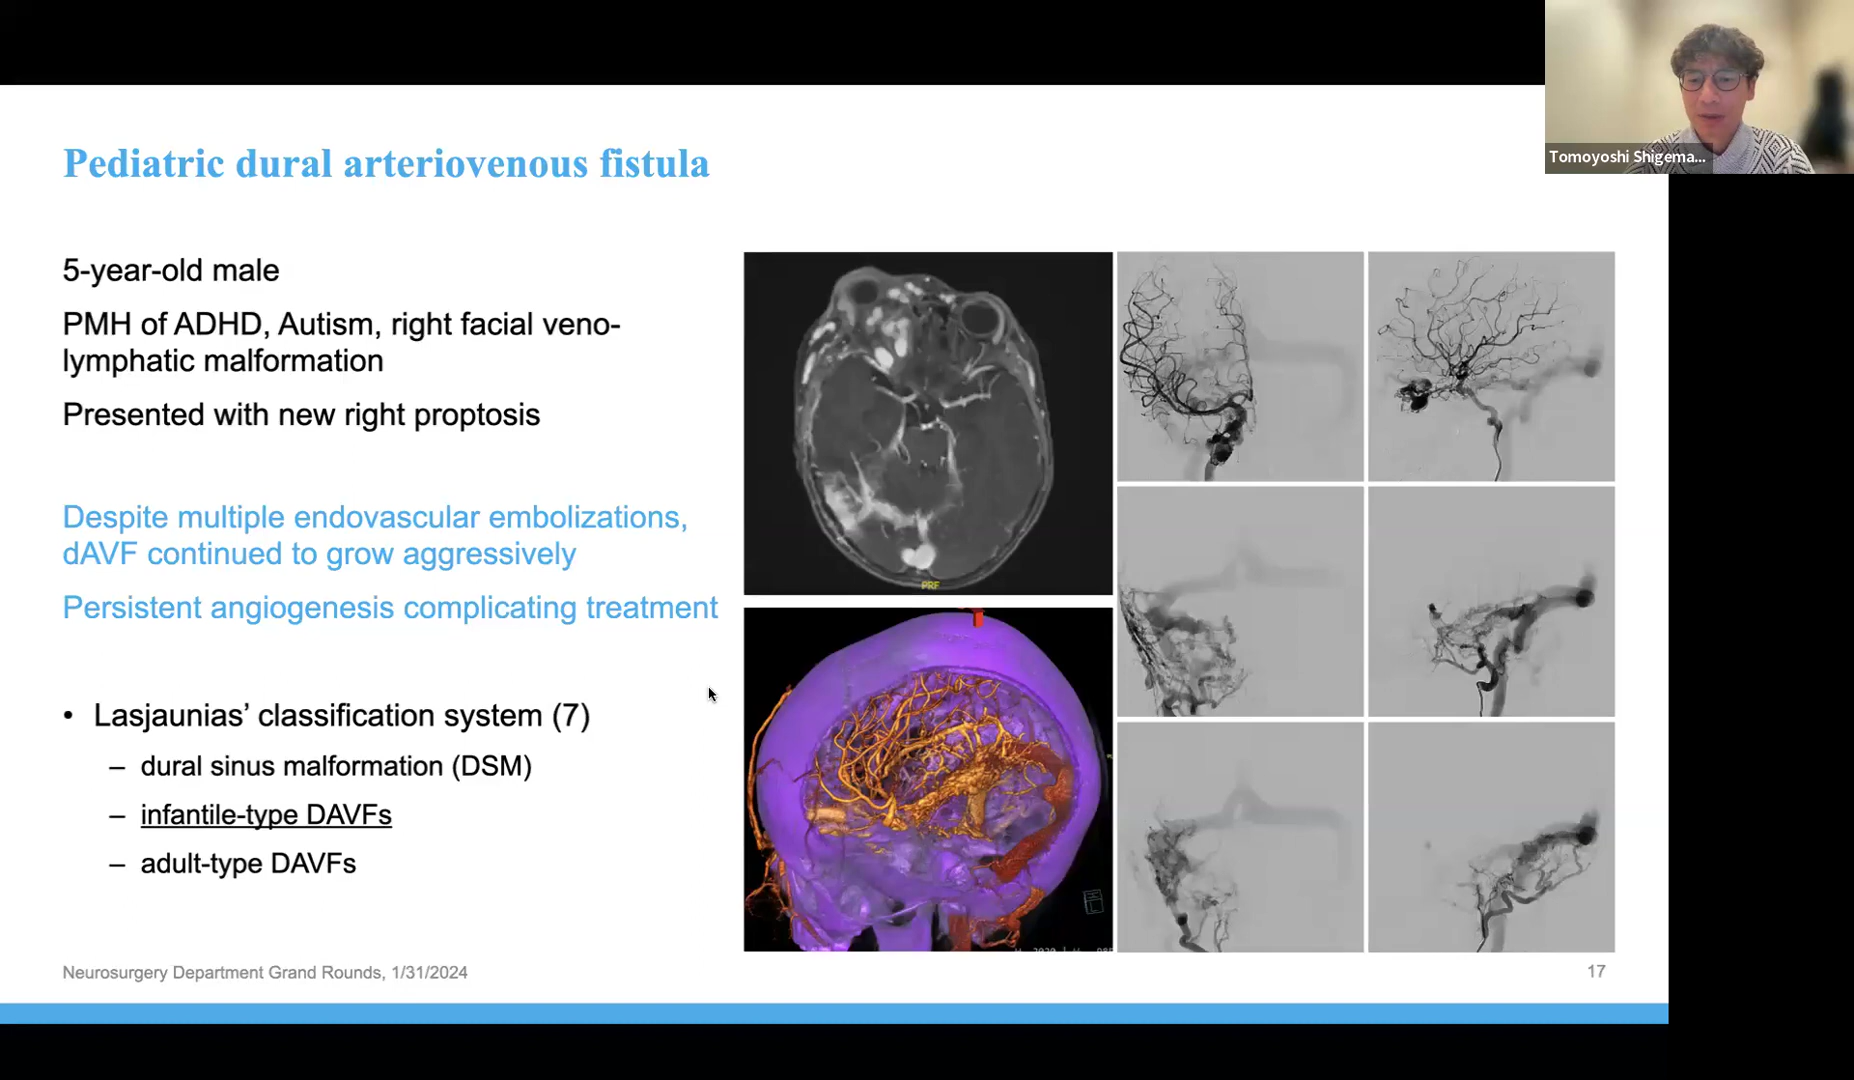 Tomoyoshi Shigema...
Pediatric dural arteriovenous fistula
5-year-old male
PMH of ADHD, Autism, right facial veno-
lymphatic malformation
Presented with new right proptosis
Despite multiple endovascular embolizations,
dAVF continued to grow aggressively
Persistent angiogenesis complicating treatment
• Lasjaunias’ classification system (7)
– dural sinus malformation (DSM)
– infantile-type DAVFs
– adult-type DAVFs
PRF
Neurosurgery Department Grand Rounds, 1/31/2024
17